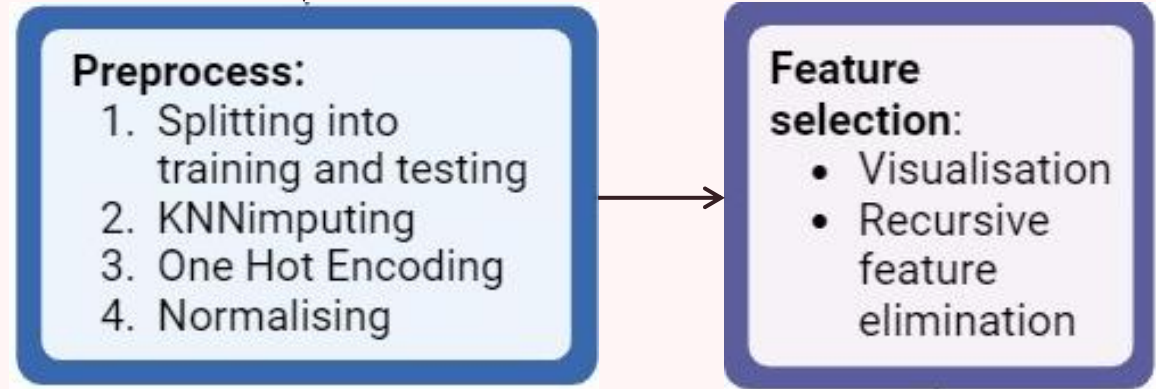 Preprocess:
1. Splitting into
training and testing
2. KNNimputing
3. One Hot Encoding
4. Normalising
Feature
selection:
• Visualisation
• Recursive
feature
elimination